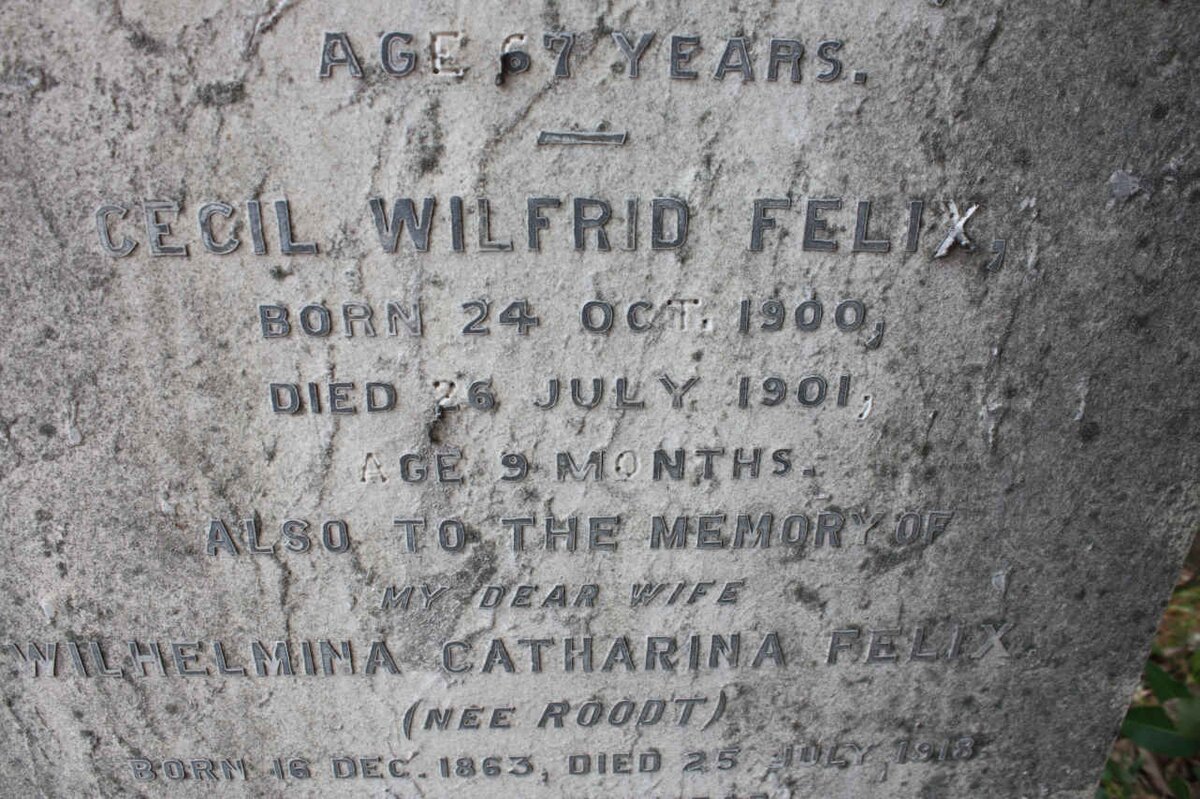 AGE 67 YEARS.
CECIL WILFRID FELIX,
BORN 24 OCT. 1900,
DIED 26 JULY 1901,
AGE 9 MONTHS.
ALSO TO THE MEMORY OF
MY DEAR WIFE
WILHELMINA CATHARINA FELIX
(NEE ROODT)
BORN 16 DEC. 1863, DIED 25 JULY, 1918